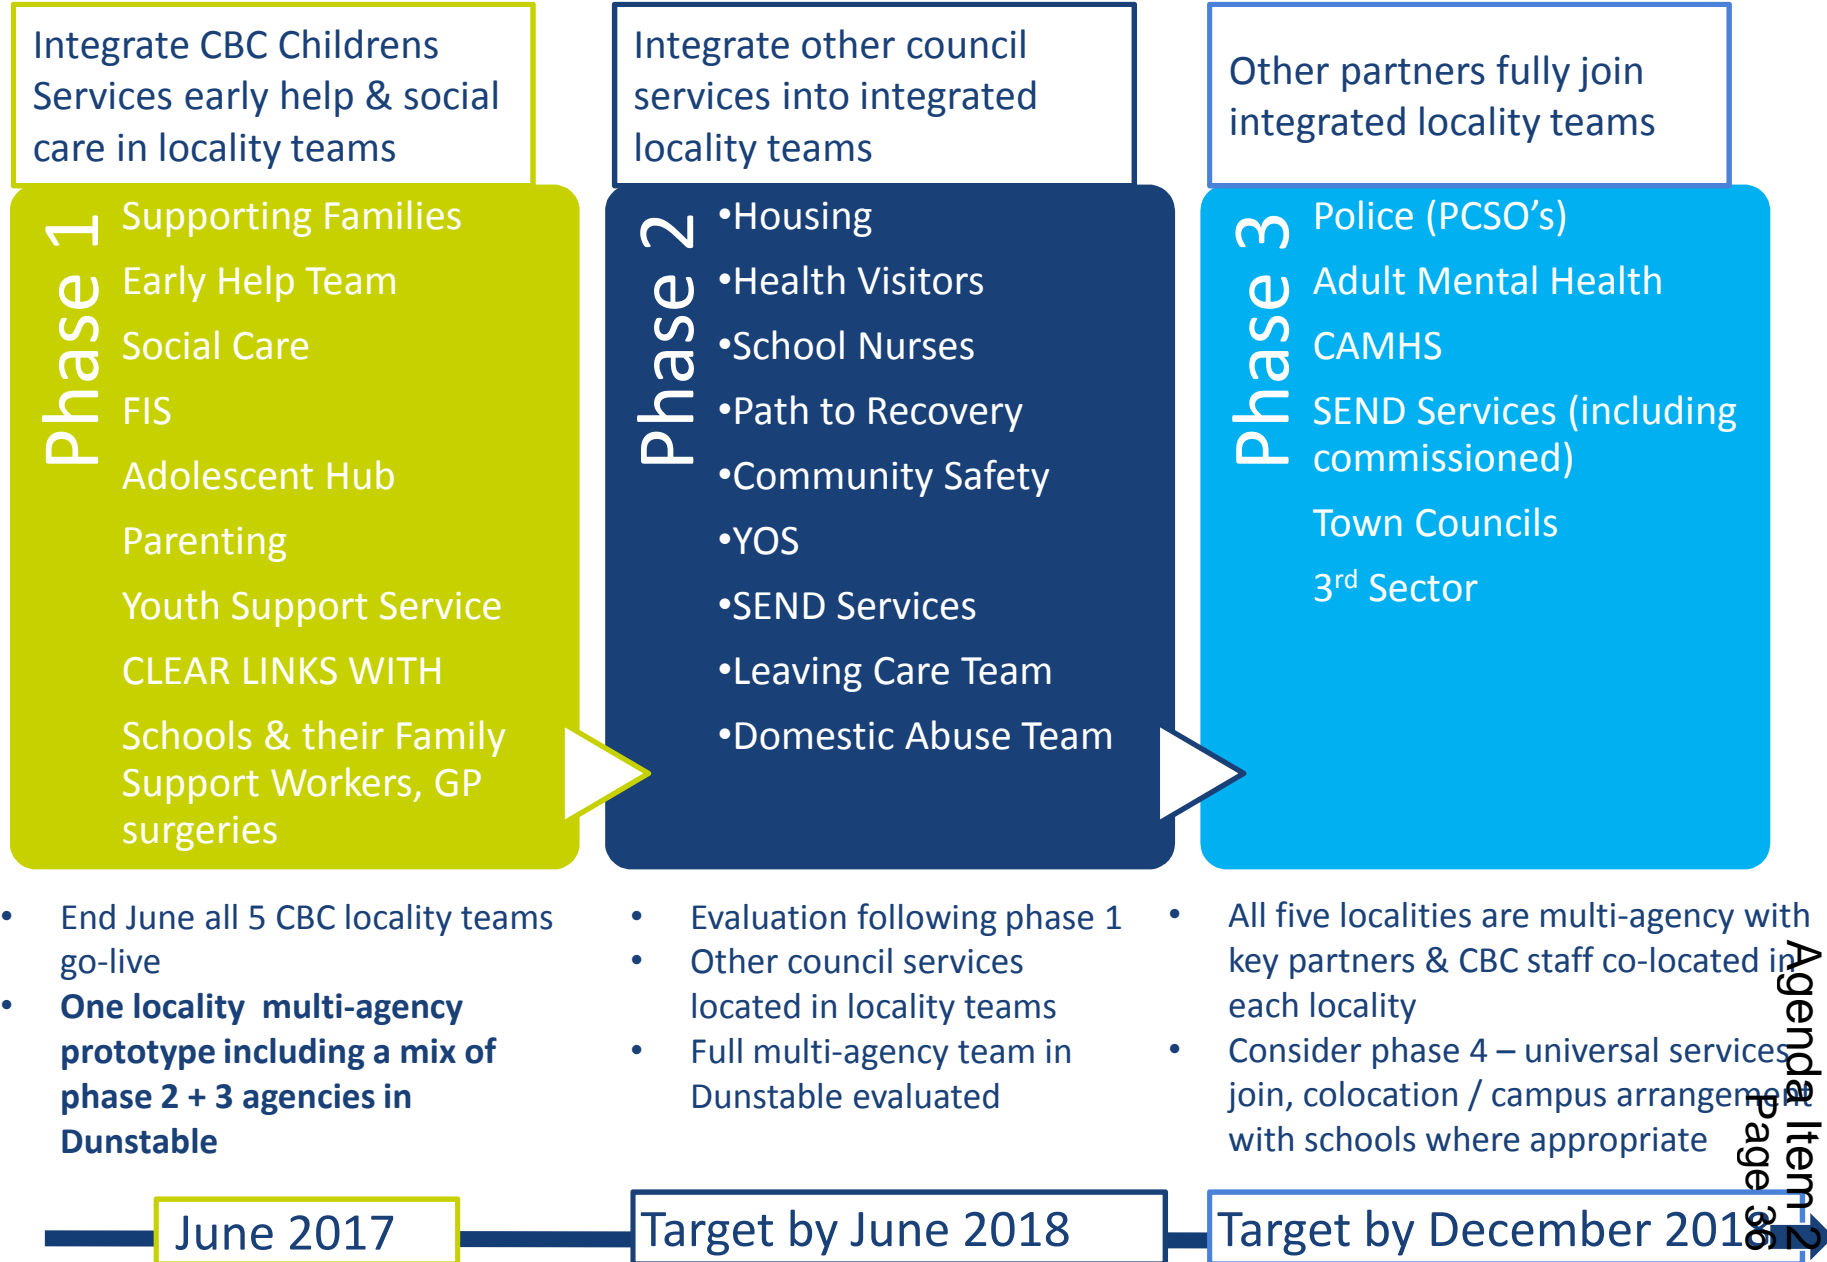 Integrate CBC Childrens
Services early help & social
care in locality teams
Phase 1
Supporting Families
Early Help Team
Social Care
FIS
Adolescent Hub
Parenting
Youth Support Service
CLEAR LINKS WITH
Schools & their Family
Support Workers, GP
surgeries
• End June all 5 CBC locality teams
go-live
• One locality multi-agency
prototype including a mix of
phase 2 + 3 agencies in
Dunstable
June 2017
Integrate other council
services into integrated
locality teams
Phase 2
•Housing
•Health Visitors
•School Nurses
•Path to Recovery
•Community Safety
•YOS
•SEND Services
•Leaving Care Team
•Domestic Abuse Team
• Evaluation following phase 1
• Other council services
located in locality teams
• Full multi-agency team in
Dunstable evaluated
Target by June 2018
Other partners fully join
integrated locality teams
Phase 3
Police (PCSO’s)
Adult Mental Health
CAMHS
SEND Services (including
commissioned)
Town Councils
3rd Sector
• All five localities are multi-agency with
key partners & CBC staff co-located in
each locality
• Consider phase 4 – universal services
join, colocation / campus arrangement
with schools where appropriate
Target by December 2018
Agenda Item 2
Page 36